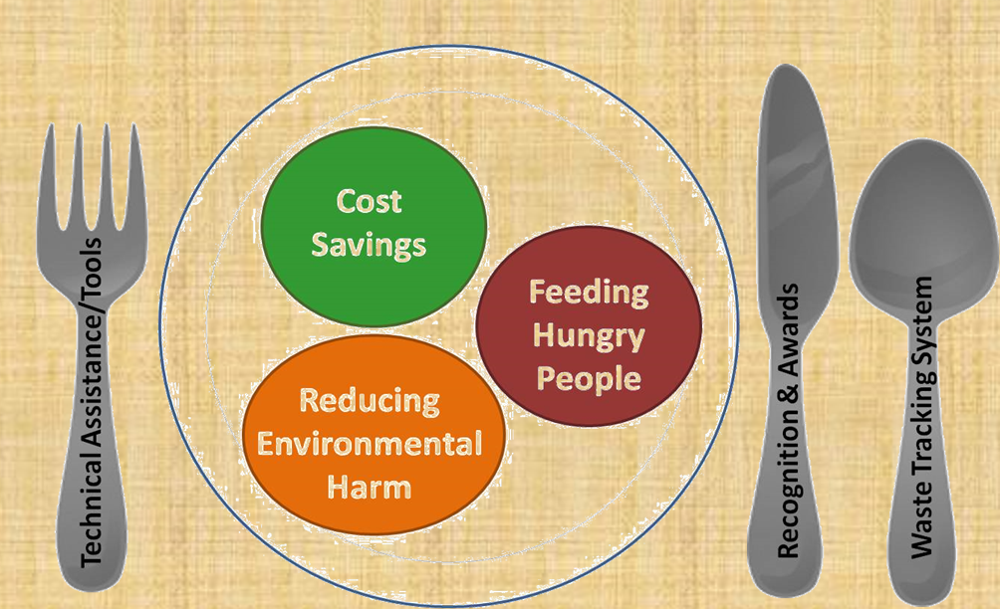 Technical Assistance/Tools
Cost
Savings
Feeding
Hungry
People
Reducing
Environmental
Harm
Recognition & Awards
Waste Tracking System